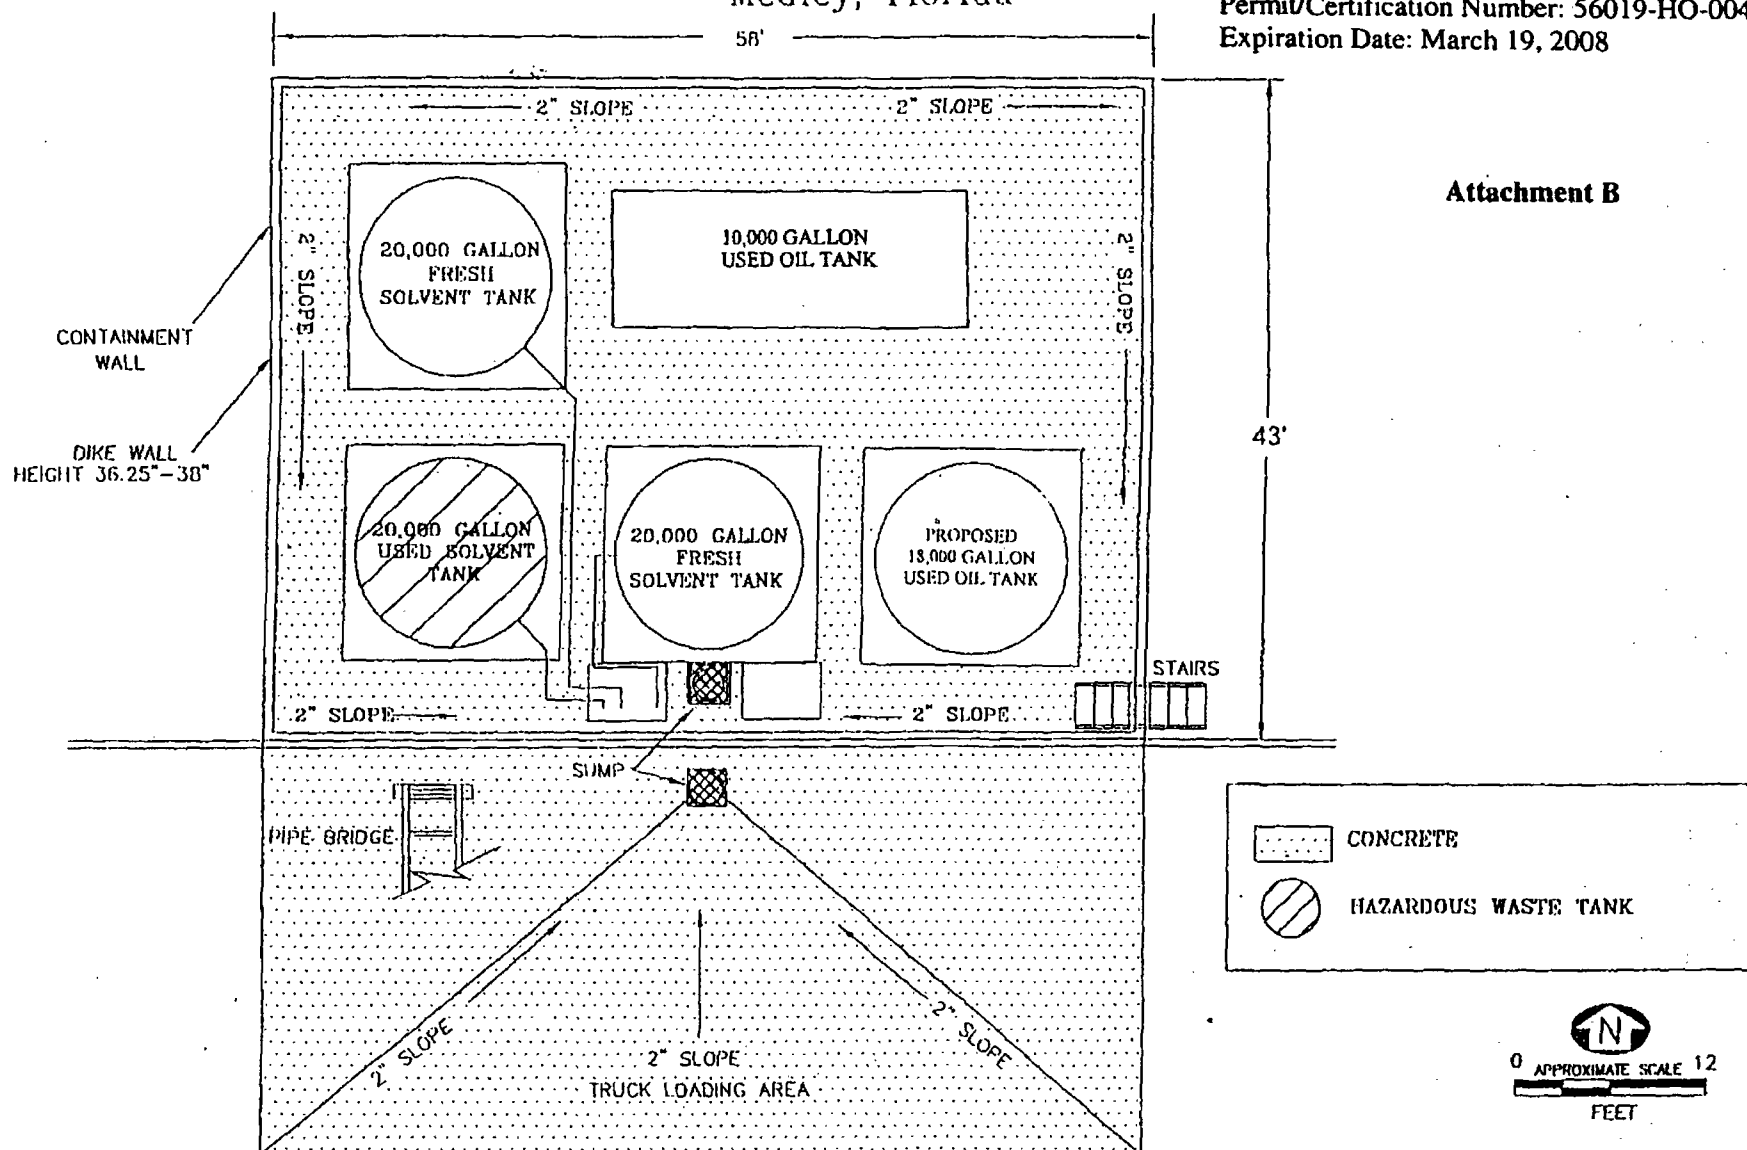 Medley, Florida
Permit/Certification Number: 56019-HO-004
Expiration Date: March 19, 2008
56'
2" SLOPE
2" SLOPE
Attachment B
20,000 GALLON
FRESH
SOLVENT TANK
10,000 GALLON
USED OIL TANK
2" SLOPE
2" SLOPE
CONTAINMENT
WALL
DIKE WALL
HEIGHT 36.25"-38"
43'
20,000 GALLON
USED SOLVENT
TANK
20,000 GALLON
FRESH
SOLVENT TANK
PROPOSED
18,000 GALLON
USED OIL TANK
STAIRS
2" SLOPE
2" SLOPE
SUMP
PIPE BRIDGE
CONCRETE
HAZARDOUS WASTE TANK
2" SLOPE
2" SLOPE
2" SLOPE
TRUCK LOADING AREA
N
0 APPROXIMATE SCALE 12
FEET